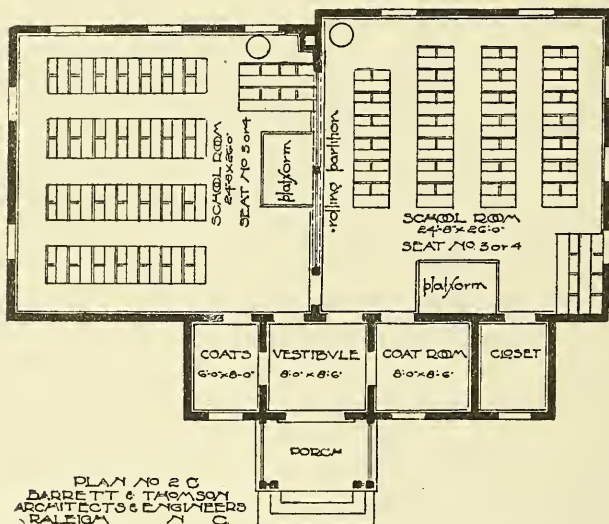 SCHOOL ROOM
24'-8"x26'-0"
SEAT NO 3 or 4
platform
rolling partition
SCHOOL ROOM
24'-8"x26'-0"
SEAT NO. 3 or 4
platform
COATS
6'-0"x8'-0"
VESTIBVLE
8'-0"x8'-6"
COAT ROOM
8'-0"x8'-6"
CLOSET
PORCH
PLAN NO 2 C
BARRETT & THOMSON
ARCHITECTS & ENGINEERS
RALEIGH N C